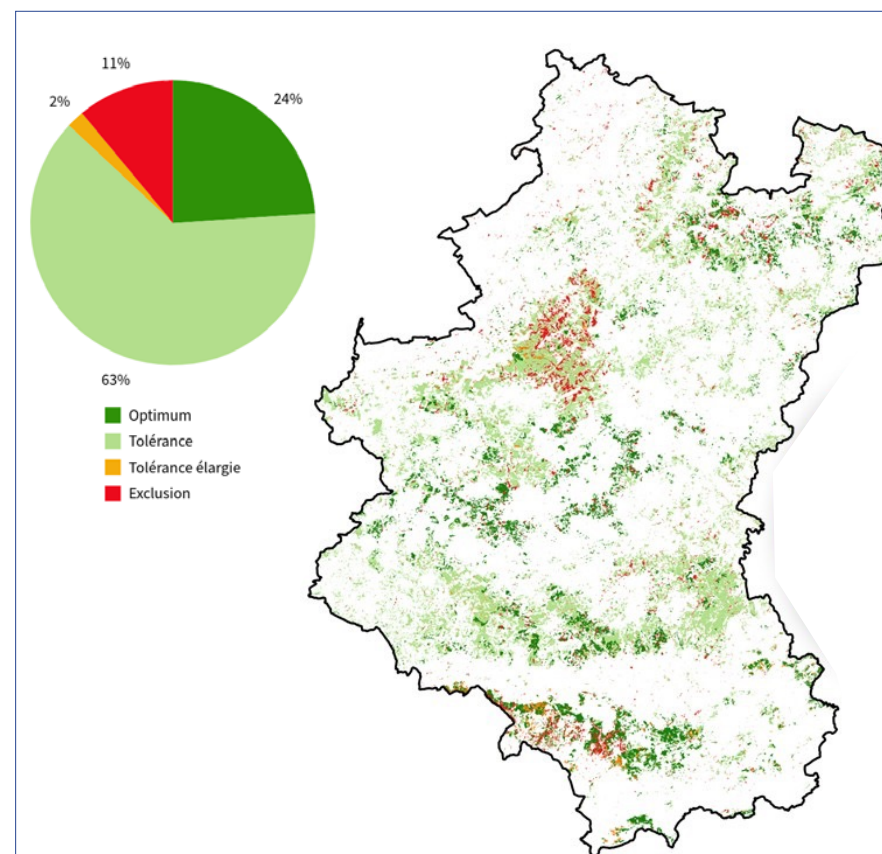 11%
2%
24%
63%
Optimum
Tolérance
Tolérance élargie
Exclusion